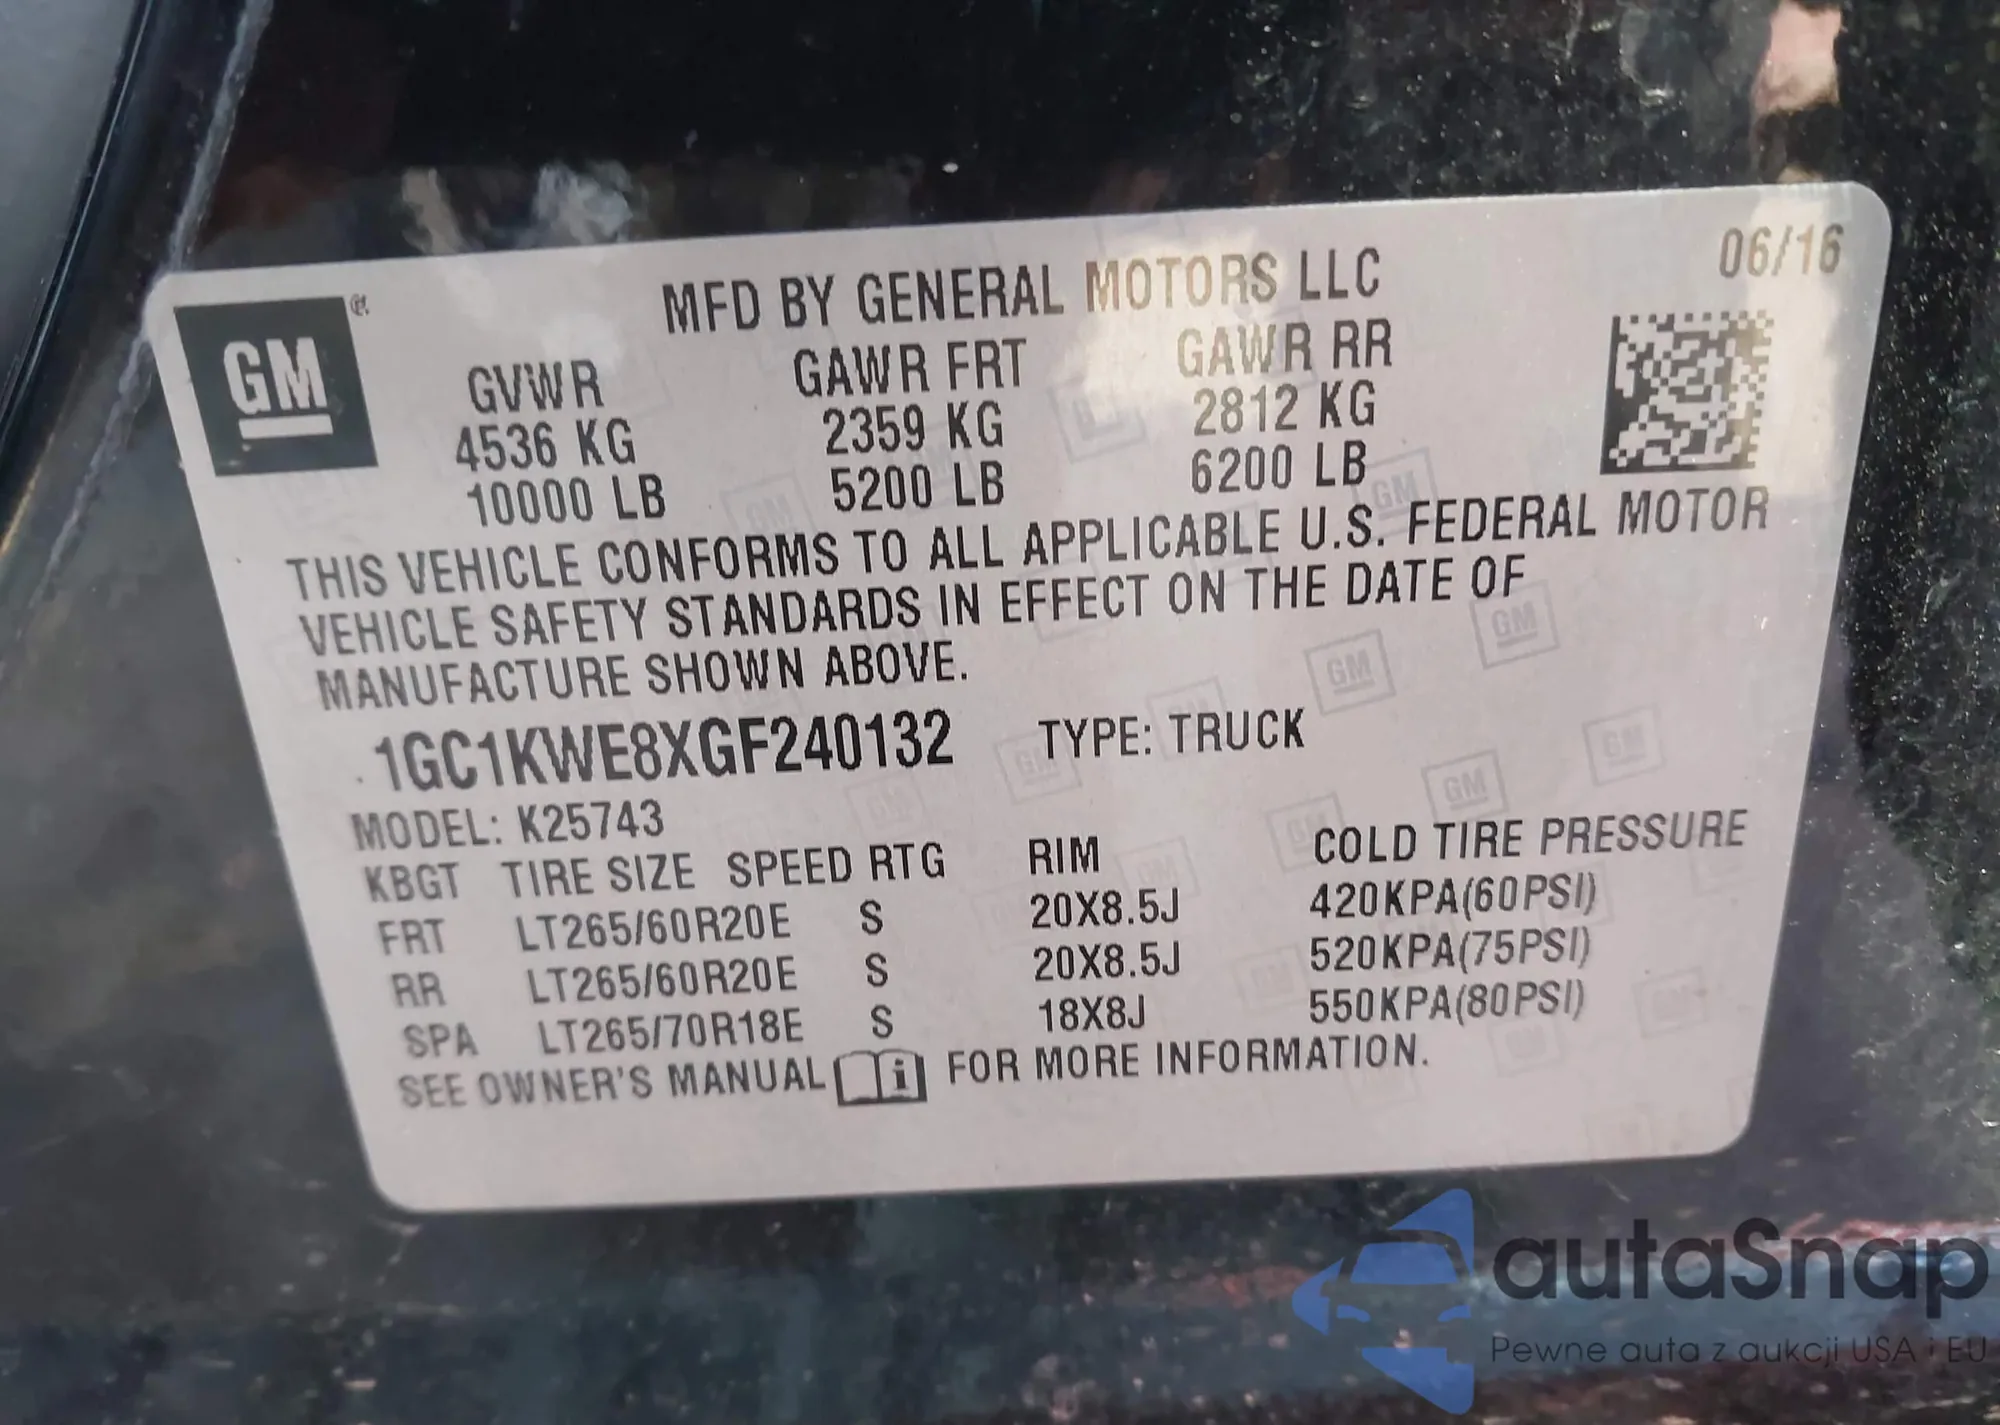 06/16
GM
MFD BY GENERAL MOTORS LLC
GVWR GAWR FRT GAWR RR
4536 KG 2359 KG 2812 KG
10000 LB 5200 LB 6200 LB
THIS VEHICLE CONFORMS TO ALL APPLICABLE U.S. FEDERAL MOTOR
VEHICLE SAFETY STANDARDS IN EFFECT ON THE DATE OF
MANUFACTURE SHOWN ABOVE.
1GC1KWE8XGF240132 TYPE: TRUCK
MODEL: K25743
KBGT TIRE SIZE SPEED RTG RIM COLD TIRE PRESSURE
FRT LT265/60R20E S 20X8.5J 420KPA(60PSI)
RR LT265/60R20E S 20X8.5J 520KPA(75PSI)
SPA LT265/70R18E S 18X8J 550KPA(80PSI)
SEE OWNER'S MANUAL i FOR MORE INFORMATION.
autaSnap
Pewne auta z aukcji USA i EU